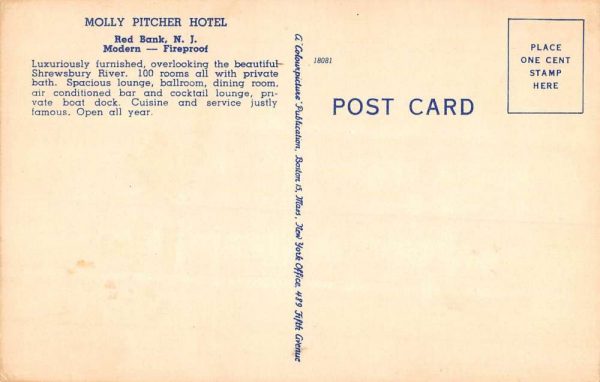 MOLLY PITCHER HOTEL
Red Bank, N. J.
Modern — Fireproof
Luxuriously furnished, overlooking the beautiful
Shrewsbury River. 100 rooms all with private
bath. Spacious lounge, ballroom, dining room,
air conditioned bar and cocktail lounge, pri-
vate boat dock. Cuisine and service justly
famous. Open all year.
A "Colourpicture" Publication, Boston 15, Mass., New York Office, 489 Fifth Avenue
18081
POST CARD
PLACE
ONE CENT
STAMP
HERE